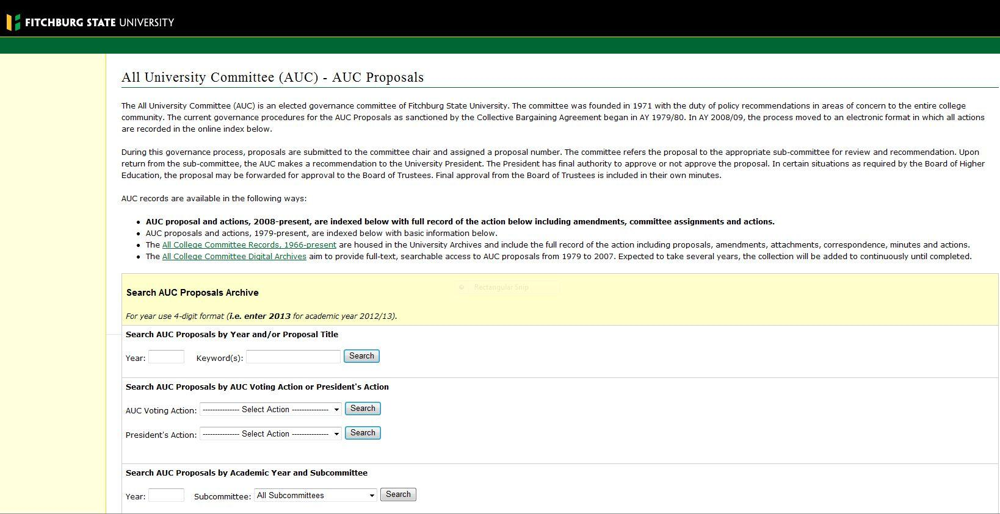 FITCHBURG STATE UNIVERSITY
All University Committee (AUC) - AUC Proposals
The All University Committee (AUC) is an elected governance committee of Fitchburg State University. The committee was founded in 1971 with the duty of policy recommendations in areas of concern to the entire college
community. The current governance procedures for the AUC Proposals as sanctioned by the Collective Bargaining Agreement began in AY 1979/80. In AY 2008/09, the process moved to an electronic format in which all actions
are recorded in the online index below.
During this governance process, proposals are submitted to the committee chair and assigned a proposal number. The committee refers the proposal to the appropriate sub-committee for review and recommendation. Upon
return from the sub-committee, the AUC makes a recommendation to the University President. The President has final authority to approve or not approve the proposal. In certain situations as required by the Board of Higher
Education, the proposal may be forwarded for approval to the Board of Trustees. Final approval from the Board of Trustees is included in their own minutes.
AUC records are available in the following ways:
• AUC proposal and actions, 2008-present, are indexed below with full record of the action below including amendments, committee assignments and actions.
• AUC proposals and actions, 1979-present, are indexed below with basic information below.
• The All College Committee Records, 1966-present are housed in the University Archives and include the full record of the action including proposals, amendments, attachments, correspondence, minutes and actions.
• The All College Committee Digital Archives aim to provide full-text, searchable access to AUC proposals from 1979 to 2007. Expected to take several years, the collection will be added to continuously until completed.
Rectangular Snip
Search AUC Proposals Archive
For year use 4-digit format (i.e. enter 2013 for academic year 2012/13).
Search AUC Proposals by Year and/or Proposal Title
Year: Keyword(s): Search
Search AUC Proposals by AUC Voting Action or President's Action
AUC Voting Action: --------------- Select Action --------------- Search
President's Action: --------------- Select Action --------------- Search
Search AUC Proposals by Academic Year and Subcommittee
Year: Subcommittee: All Subcommittees Search